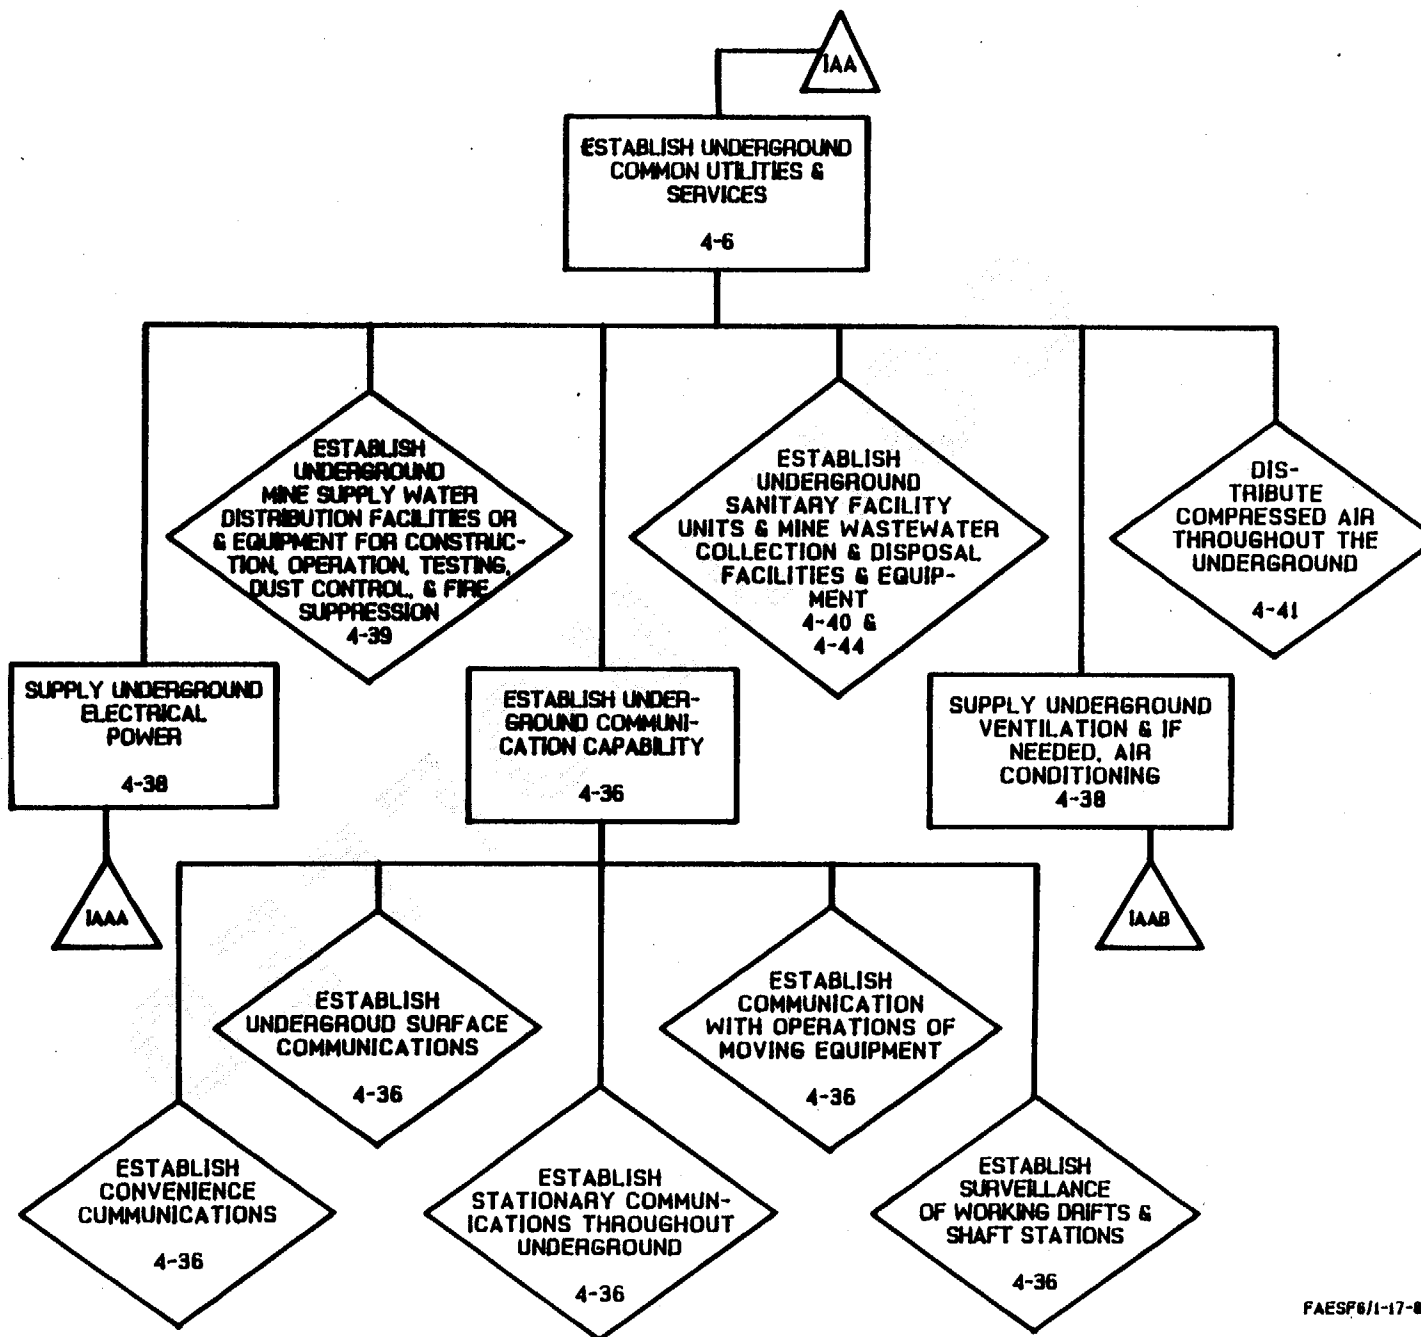 IAA
ESTABLISH UNDERGROUND
COMMON UTILITIES &
SERVICES
4-6
ESTABLISH
UNDERGROUND
MINE SUPPLY WATER
DISTRIBUTION FACILITIES OR
& EQUIPMENT FOR CONSTRUC-
TION, OPERATION, TESTING,
DUST CONTROL, & FIRE
SUPPRESSION
4-39
ESTABLISH
UNDERGROUND
SANITARY FACILITY
UNITS & MINE WASTEWATER
COLLECTION & DISPOSAL
FACILITIES & EQUIP-
MENT
4-40 &
4-44
DIS-
TRIBUTE
COMPRESSED AIR
THROUGHOUT THE
UNDERGROUND
4-41
SUPPLY UNDERGROUND
ELECTRICAL
POWER
4-38
ESTABLISH UNDER-
GROUND COMMUNI-
CATION CAPABILITY
4-36
SUPPLY UNDERGROUND
VENTILATION & IF
NEEDED, AIR
CONDITIONING
4-38
IAAA
IAAB
ESTABLISH
UNDERGROUD SURFACE
COMMUNICATIONS
4-36
ESTABLISH
COMMUNICATION
WITH OPERATIONS OF
MOVING EQUIPMENT
4-36
ESTABLISH
CONVENIENCE
CUMMUNICATIONS
4-36
ESTABLISH
STATIONARY COMMUN-
ICATIONS THROUGHOUT
UNDERGROUND
4-36
ESTABLISH
SURVEILLANCE
OF WORKING DRIFTS &
SHAFT STATIONS
4-36
FAESF6/1-17-8